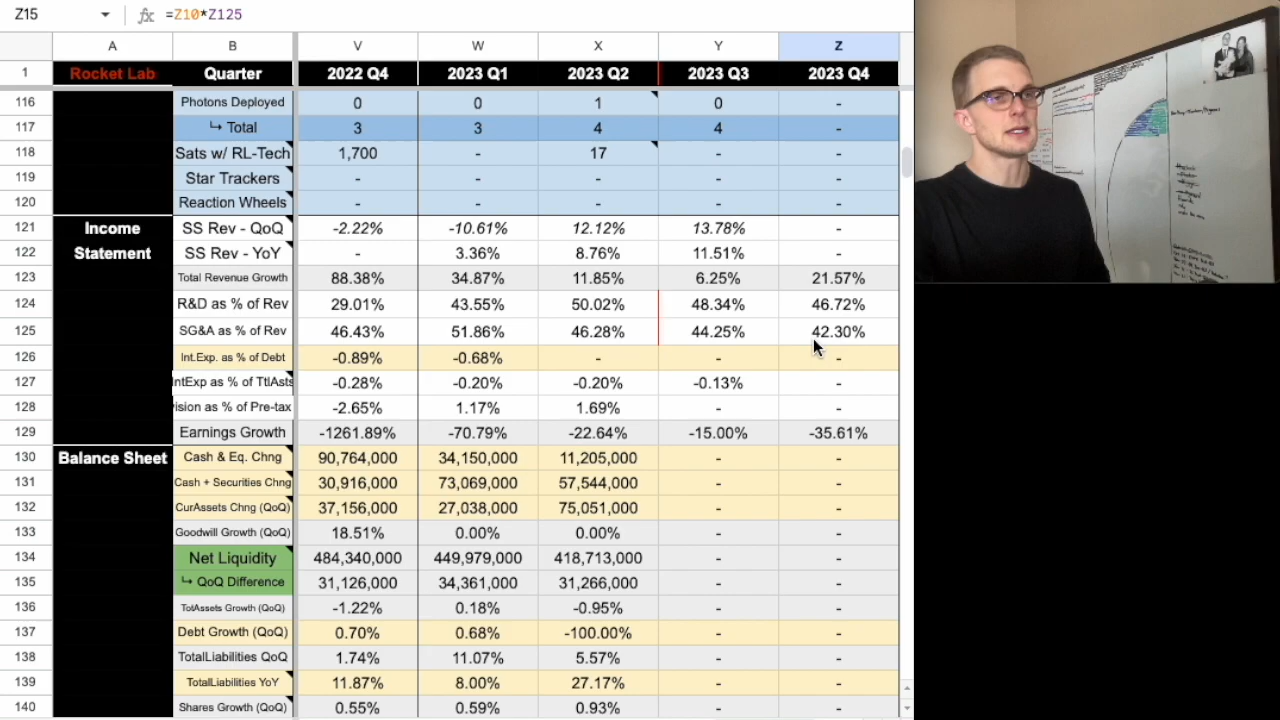 Z15 fx =Z10*Z125
A B V W X Y Z
1 Rocket Lab Quarter 2022 Q4 2023 Q1 2023 Q2 2023 Q3 2023 Q4
116 Photons Deployed 0 0 1 0 -
117 ↳ Total 3 3 4 4 -
118 Sats w/ RL-Tech 1,700 - 17 - -
119 Star Trackers - - - - -
120 Reaction Wheels - - - - -
121 Income SS Rev - QoQ -2.22% -10.61% 12.12% 13.78% -
122 Statement SS Rev - YoY - 3.36% 8.76% 11.51% -
123 Total Revenue Growth 88.38% 34.87% 11.85% 6.25% 21.57%
124 R&D as % of Rev 29.01% 43.55% 50.02% 48.34% 46.72%
125 SG&A as % of Rev 46.43% 51.86% 46.28% 44.25% 42.30%
126 Int.Exp. as % of Debt -0.89% -0.68% - - -
127 IntExp as % of TtlAsts -0.28% -0.20% -0.20% -0.13% -
128 ision as % of Pre-tax -2.65% 1.17% 1.69% - -
129 Earnings Growth -1261.89% -70.79% -22.64% -15.00% -35.61%
130 Balance Sheet Cash & Eq. Chng 90,764,000 34,150,000 11,205,000 - -
131 Cash + Securities Chng 30,916,000 73,069,000 57,544,000 - -
132 CurAssets Chng (QoQ) 37,156,000 27,038,000 75,051,000 - -
133 Goodwill Growth (QoQ) 18.51% 0.00% 0.00% - -
134 Net Liquidity 484,340,000 449,979,000 418,713,000 - -
135 ↳ QoQ Difference 31,126,000 34,361,000 31,266,000 - -
136 TotAssets Growth (QoQ) -1.22% 0.18% -0.95% - -
137 Debt Growth (QoQ) 0.70% 0.68% -100.00% - -
138 TotalLiabilities QoQ 1.74% 11.07% 5.57% - -
139 TotalLiabilities YoY 11.87% 8.00% 27.17% - -
140 Shares Growth (QoQ) 0.55% 0.59% 0.93% - -